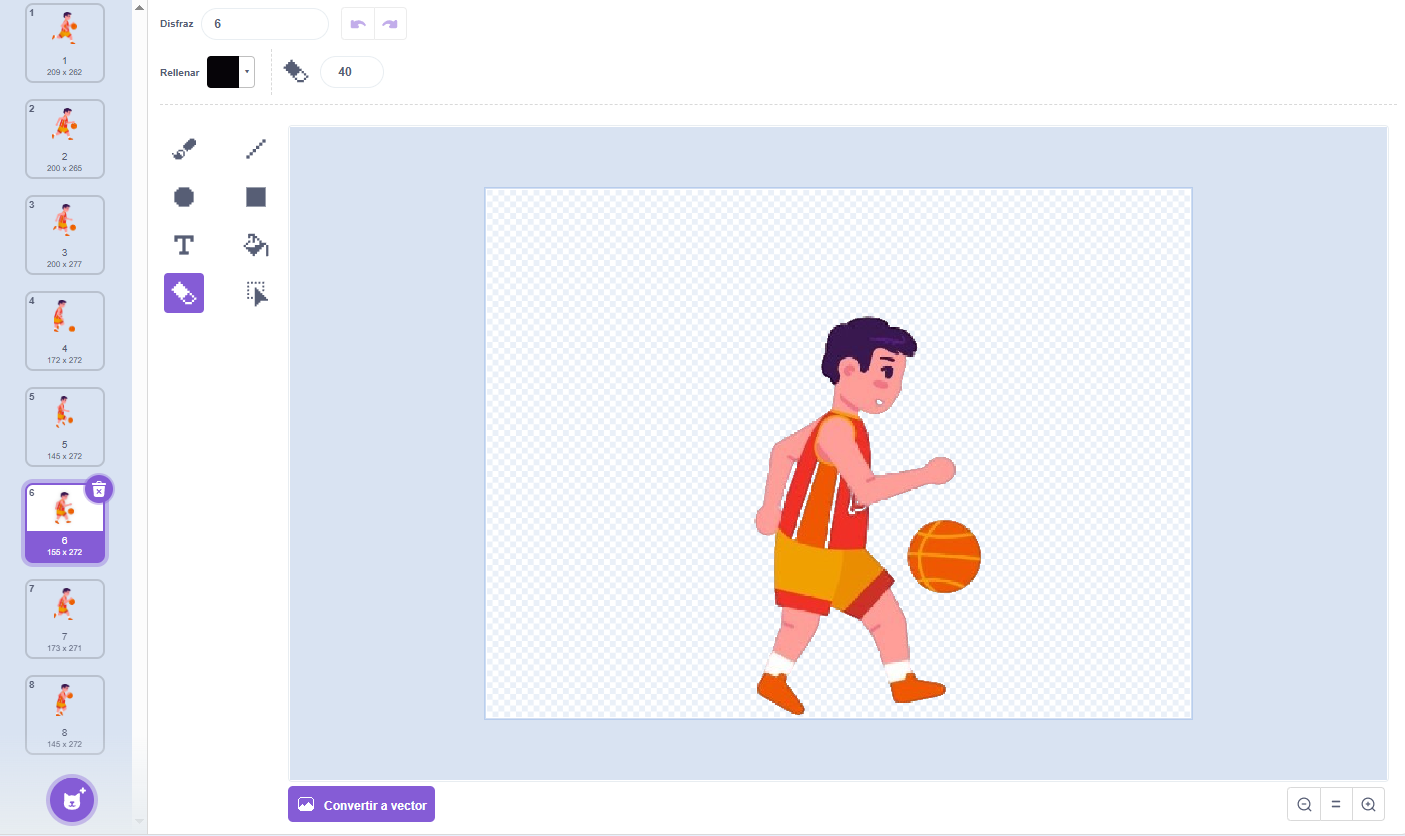 1
1
209 x 262
2
2
200 x 265
3
3
200 x 277
4
4
172 x 272
5
5
145 x 272
6
6
155 x 272
7
7
173 x 271
8
8
145 x 272
Disfraz 6
Rellenar 40
T
Convertir a vector